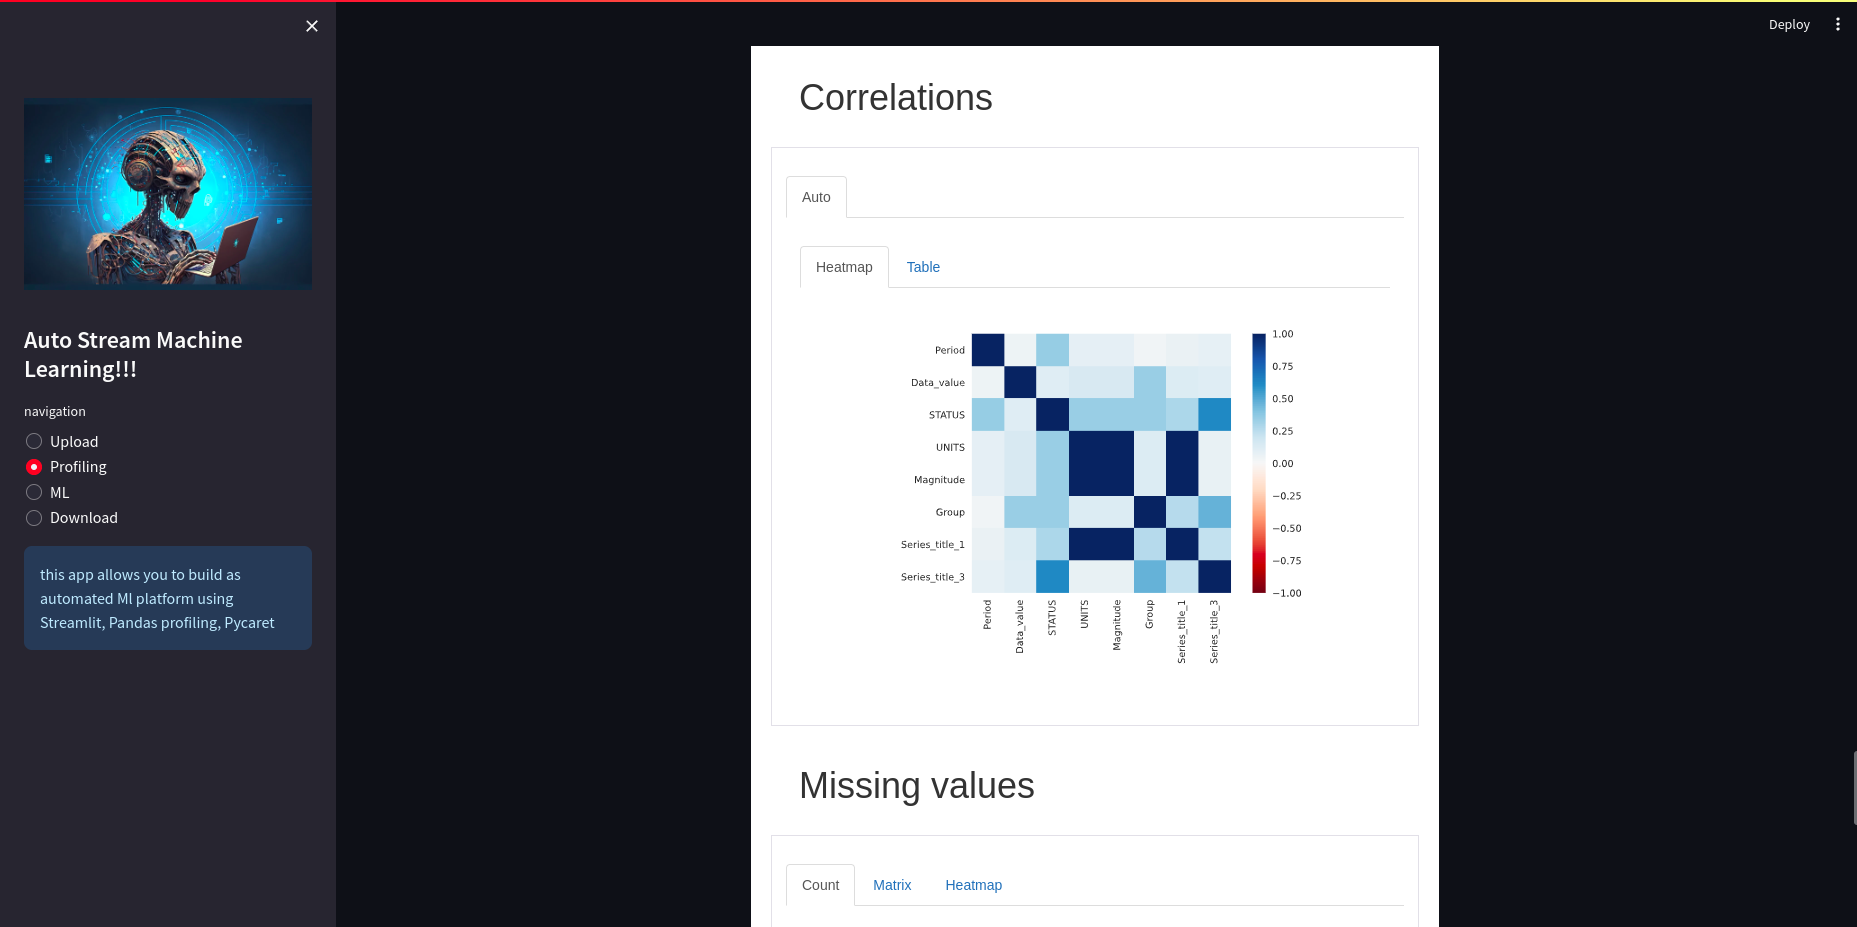 Deploy
Auto Stream Machine
Learning!!!
navigation
Upload
Profiling
ML
Download
this app allows you to build as
automated Ml platform using
Streamlit, Pandas profiling, Pycaret
Correlations
Auto
Heatmap Table
Period
Data_value
STATUS
UNITS
Magnitude
Group
Series_title_1
Series_title_3
Period
Data_value
STATUS
UNITS
Magnitude
Group
Series_title_1
Series_title_3
1.00
0.75
0.50
0.25
0.00
−0.25
−0.50
−0.75
−1.00
Missing values
Count Matrix Heatmap